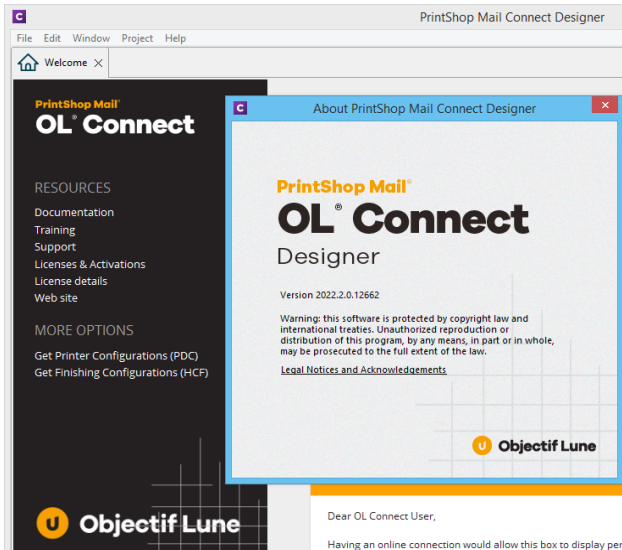 PrintShop Mail Connect Designer
File Edit Window Project Help
Welcome
PrintShop Mail®
OL® Connect
RESOURCES
Documentation
Training
Support
Licenses & Activations
License details
Web site
MORE OPTIONS
Get Printer Configurations (PDC)
Get Finishing Configurations (HCF)
Objectif Lune
About PrintShop Mail Connect Designer
PrintShop Mail®
OL® Connect
Designer
Version 2022.2.0.12662
Warning: this software is protected by copyright law and
international treaties. Unauthorized reproduction or
distribution of this program, by any means, in part or in whole,
may be prosecuted to the full extent of the law.
Legal Notices and Acknowledgements
Objectif Lune
Dear OL Connect User,
Having an online connection would allow this box to display per